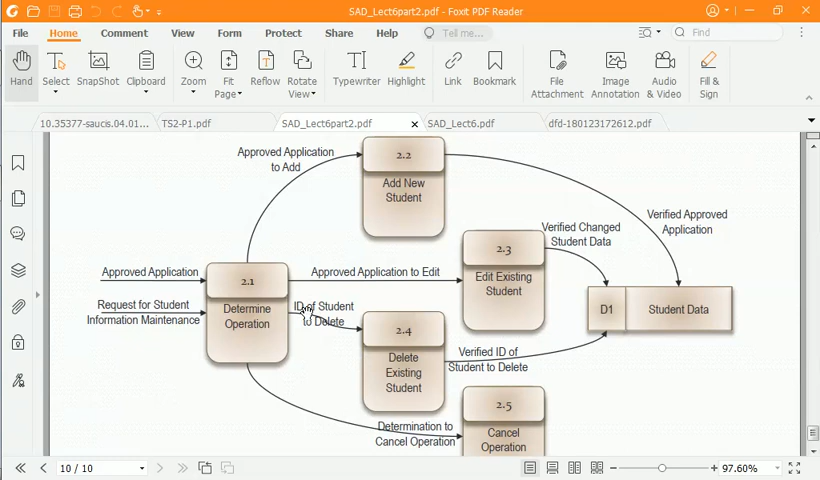 SAD_Lect6part2.pdf - Foxit PDF Reader
File Home Comment View Form Protect Share Help Tell me... Find
Hand Select SnapShot Clipboard Zoom Fit Page Reflow Rotate View Typewriter Highlight Link Bookmark File Attachment Image Annotation Audio & Video Fill & Sign
10.35377-saucis.04.01... TS2-P1.pdf SAD_Lect6part2.pdf SAD_Lect6.pdf dfd-180123172612.pdf
Approved Application
to Add
2.2
Add New
Student
Verified Approved
Application
Verified Changed
Student Data
2.3
Edit Existing
Student
Approved Application
2.1
Determine
Operation
Approved Application to Edit
Request for Student
Information Maintenance
ID of Student
to Delete
D1 Student Data
2.4
Delete
Existing
Student
Verified ID of
Student to Delete
2.5
Cancel
Operation
Determination to
Cancel Operation
10 / 10 97.60%